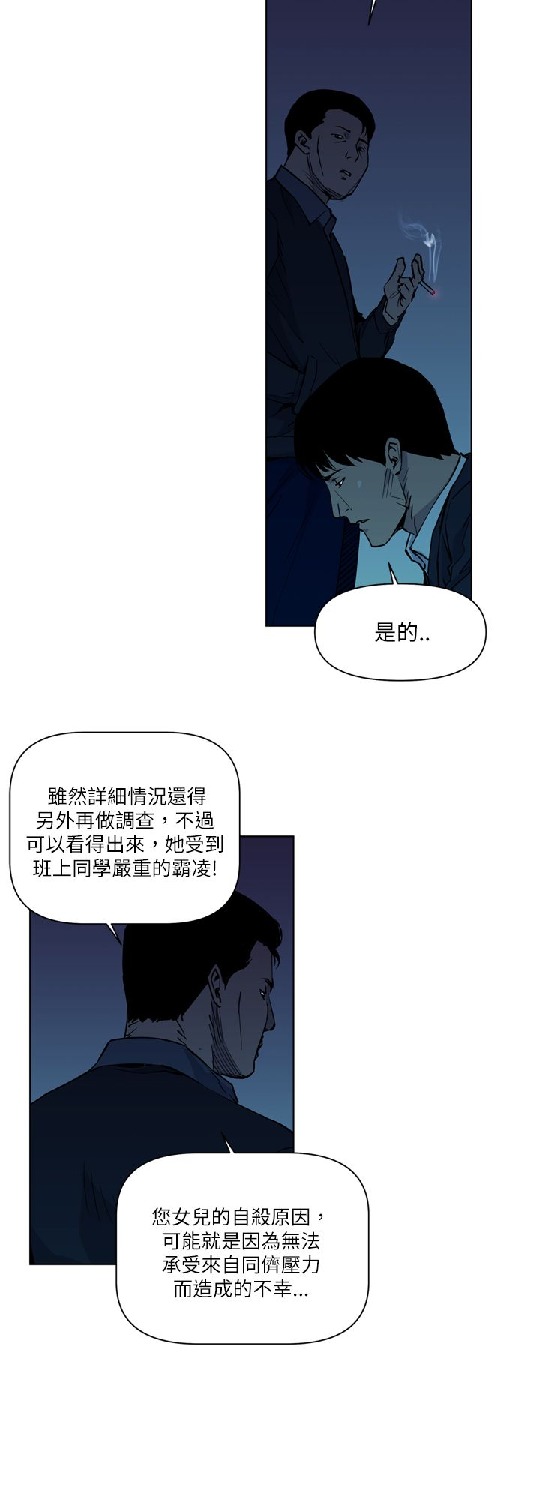 是的..
雖然詳細情況還得
另外再做調查，不過
可以看得出來，她受到
班上同學嚴重的霸凌!
您女兒的自殺原因，
可能就是因為無法
承受來自同儕壓力
而造成的不幸...